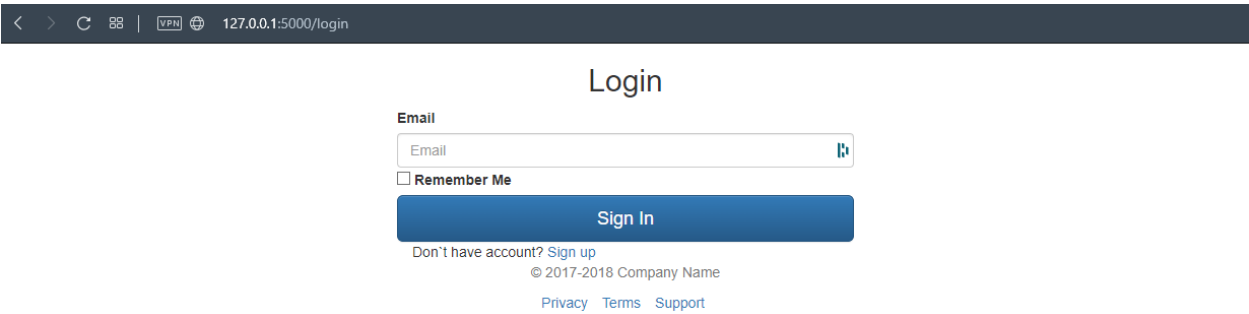 VPN 127.0.0.1:5000/login
Login
Email
Email
Remember Me
Sign In
Don`t have account? Sign up
© 2017-2018 Company Name
Privacy Terms Support